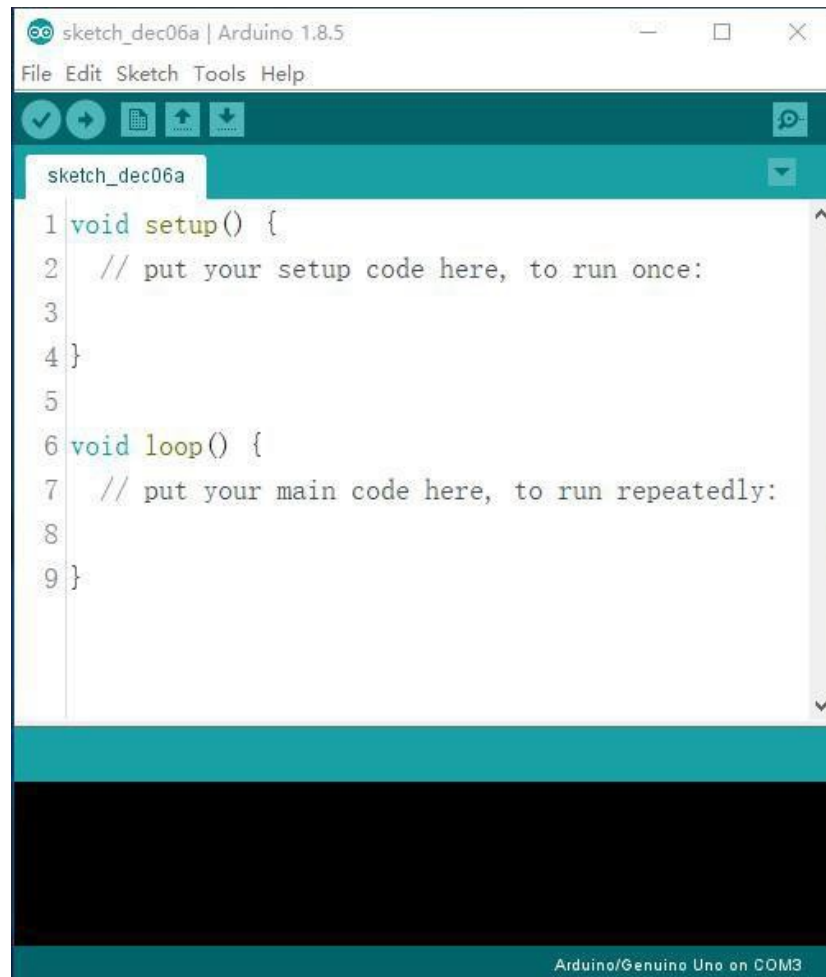 sketch_dec06a | Arduino 1.8.5
File Edit Sketch Tools Help
sketch_dec06a
1 void setup() {
2   // put your setup code here, to run once:
3
4 }
5
6 void loop() {
7   // put your main code here, to run repeatedly:
8
9 }
Arduino/Genuino Uno on COM3